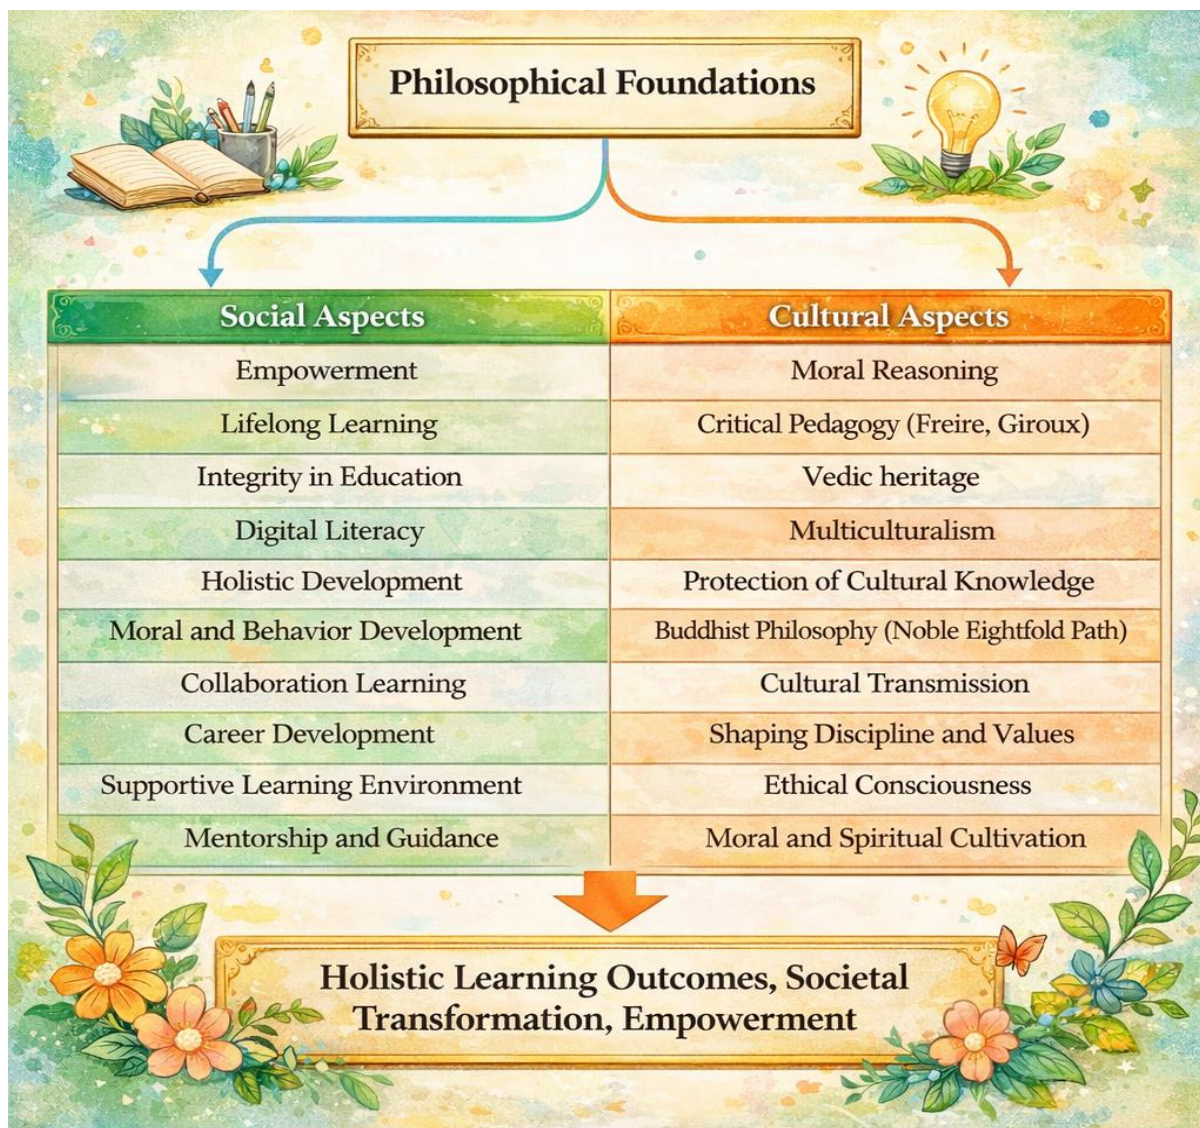 Philosophical Foundations
Social Aspects
Cultural Aspects
Empowerment
Moral Reasoning
Lifelong Learning
Critical Pedagogy (Freire, Giroux)
Integrity in Education
Vedic heritage
Digital Literacy
Multiculturalism
Holistic Development
Protection of Cultural Knowledge
Moral and Behavior Development
Buddhist Philosophy (Noble Eightfold Path)
Collaboration Learning
Cultural Transmission
Career Development
Shaping Discipline and Values
Supportive Learning Environment
Ethical Consciousness
Mentorship and Guidance
Moral and Spiritual Cultivation
Holistic Learning Outcomes, Societal
Transformation, Empowerment